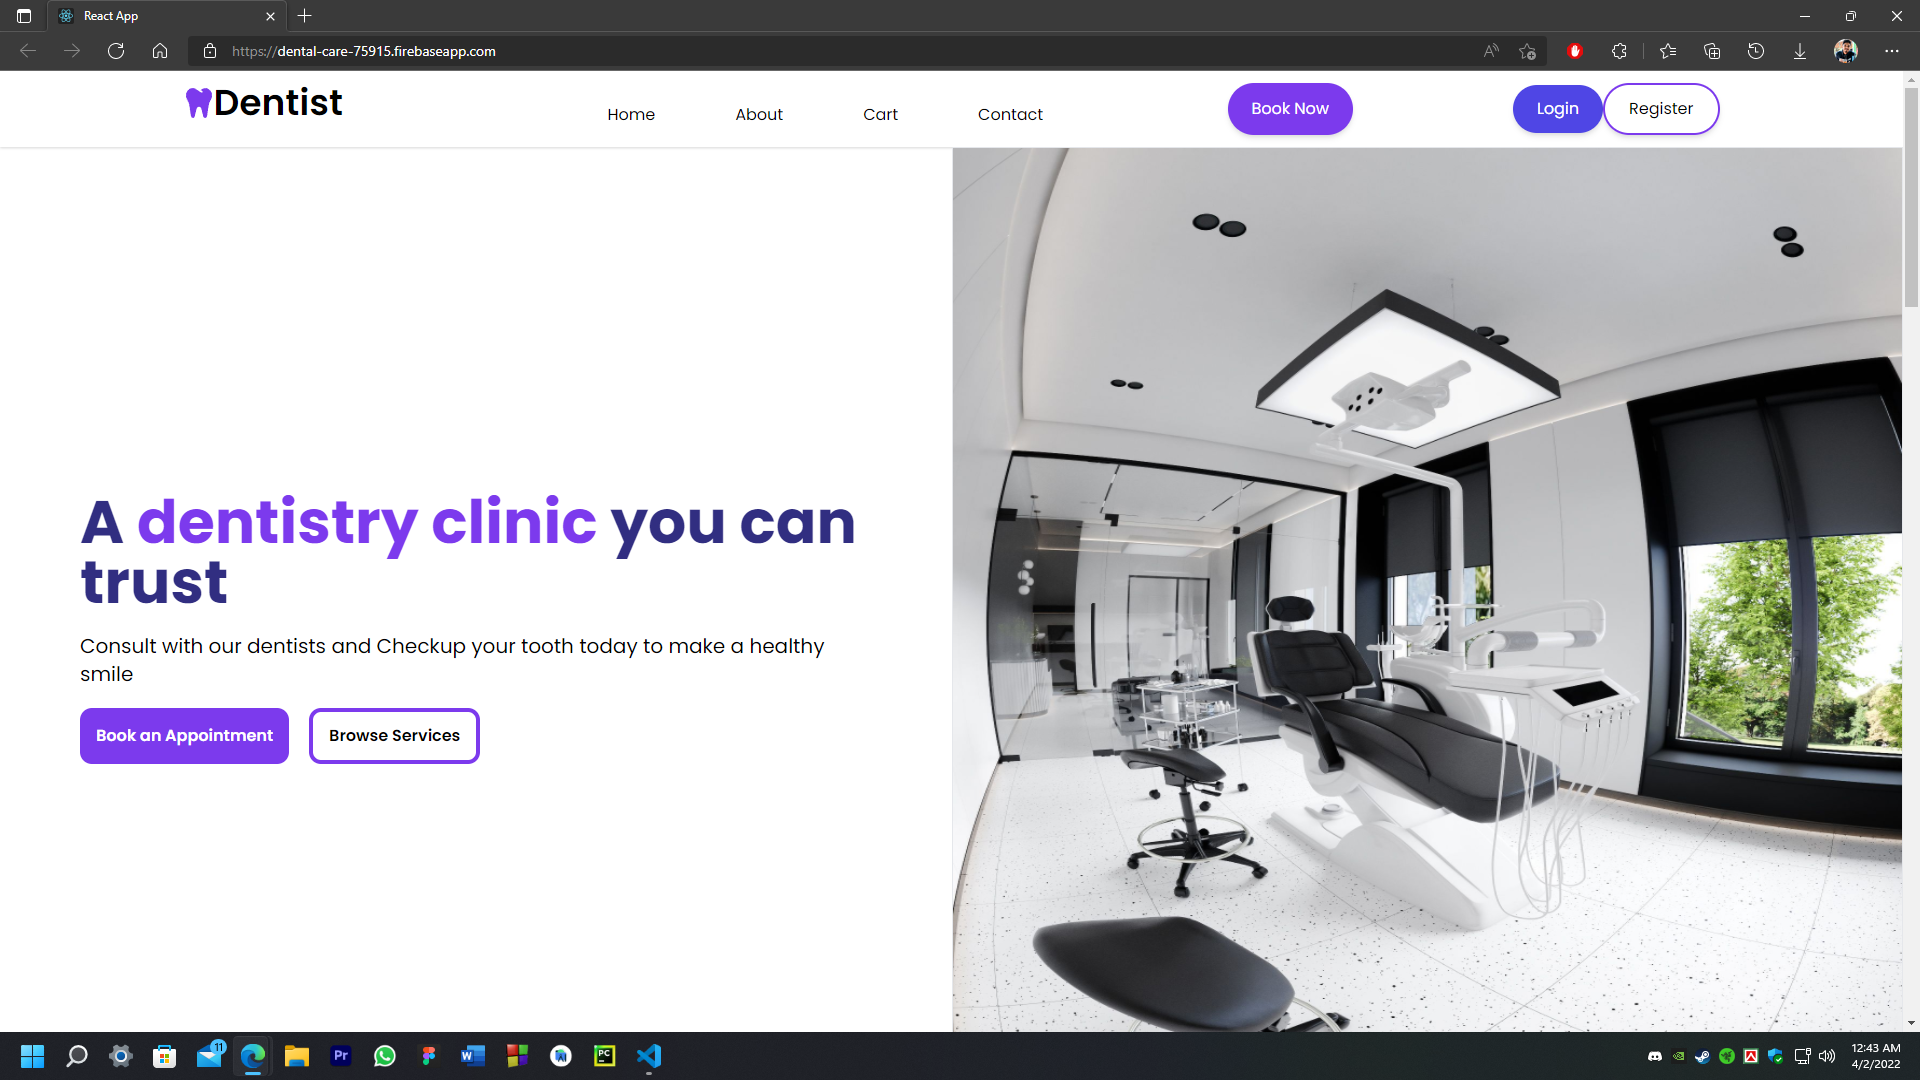 React App
https://dental-care-75915.firebaseapp.com
Dentist
Home
About
Cart
Contact
Book Now
Login
Register
A dentistry clinic you can
trust
Consult with our dentists and Checkup your tooth today to make a healthy
smile
Book an Appointment
Browse Services
11
Pr
W
PC
12:43 AM
4/2/2022